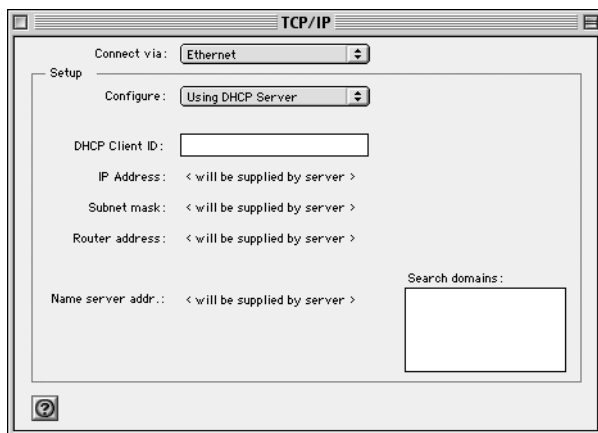 TCP/IP
Connect via: Ethernet
Setup
Configure: Using DHCP Server
DHCP Client ID:
IP Address: < will be supplied by server >
Subnet mask: < will be supplied by server >
Router address: < will be supplied by server >
Search domains:
Name server addr.: < will be supplied by server >
?